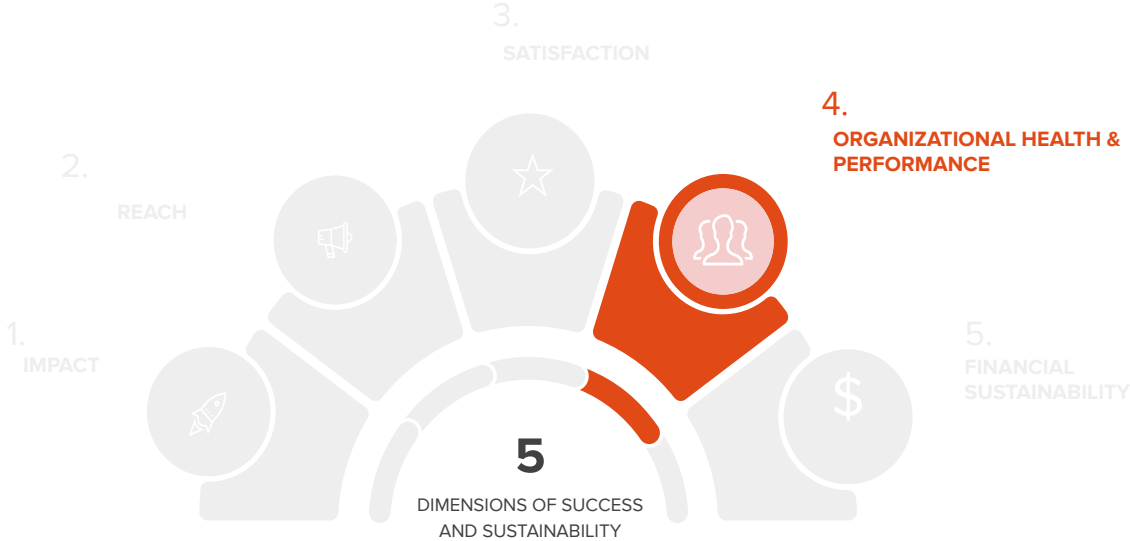 1.
IMPACT
2.
REACH
3.
SATISFACTION
4.
ORGANIZATIONAL HEALTH &
PERFORMANCE
5.
FINANCIAL
SUSTAINABILITY
$
5
DIMENSIONS OF SUCCESS
AND SUSTAINABILITY